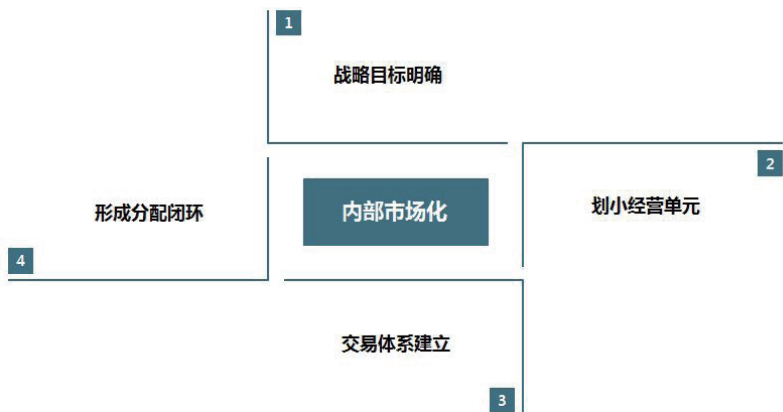 1
战略目标明确
2
划小经营单元
内部市场化
形成分配闭环
4
交易体系建立
3